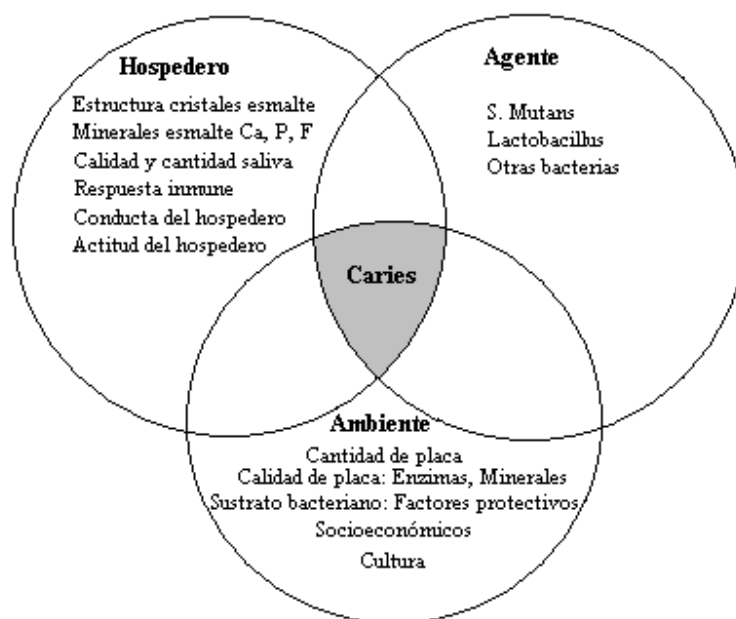 Hospedero
Estructura cristales esmalte
Minerales esmalte Ca, P, F
Calidad y cantidad saliva
Respuesta inmune
Conducta del hospedero
Actitud del hospedero
Agente
S. Mutans
Lactobacillus
Otras bacterias
Caries
Ambiente
Cantidad de placa
Calidad de placa: Enzimas, Minerales
Sustrato bacteriano: Factores protectivos
Socioeconómicos
Cultura